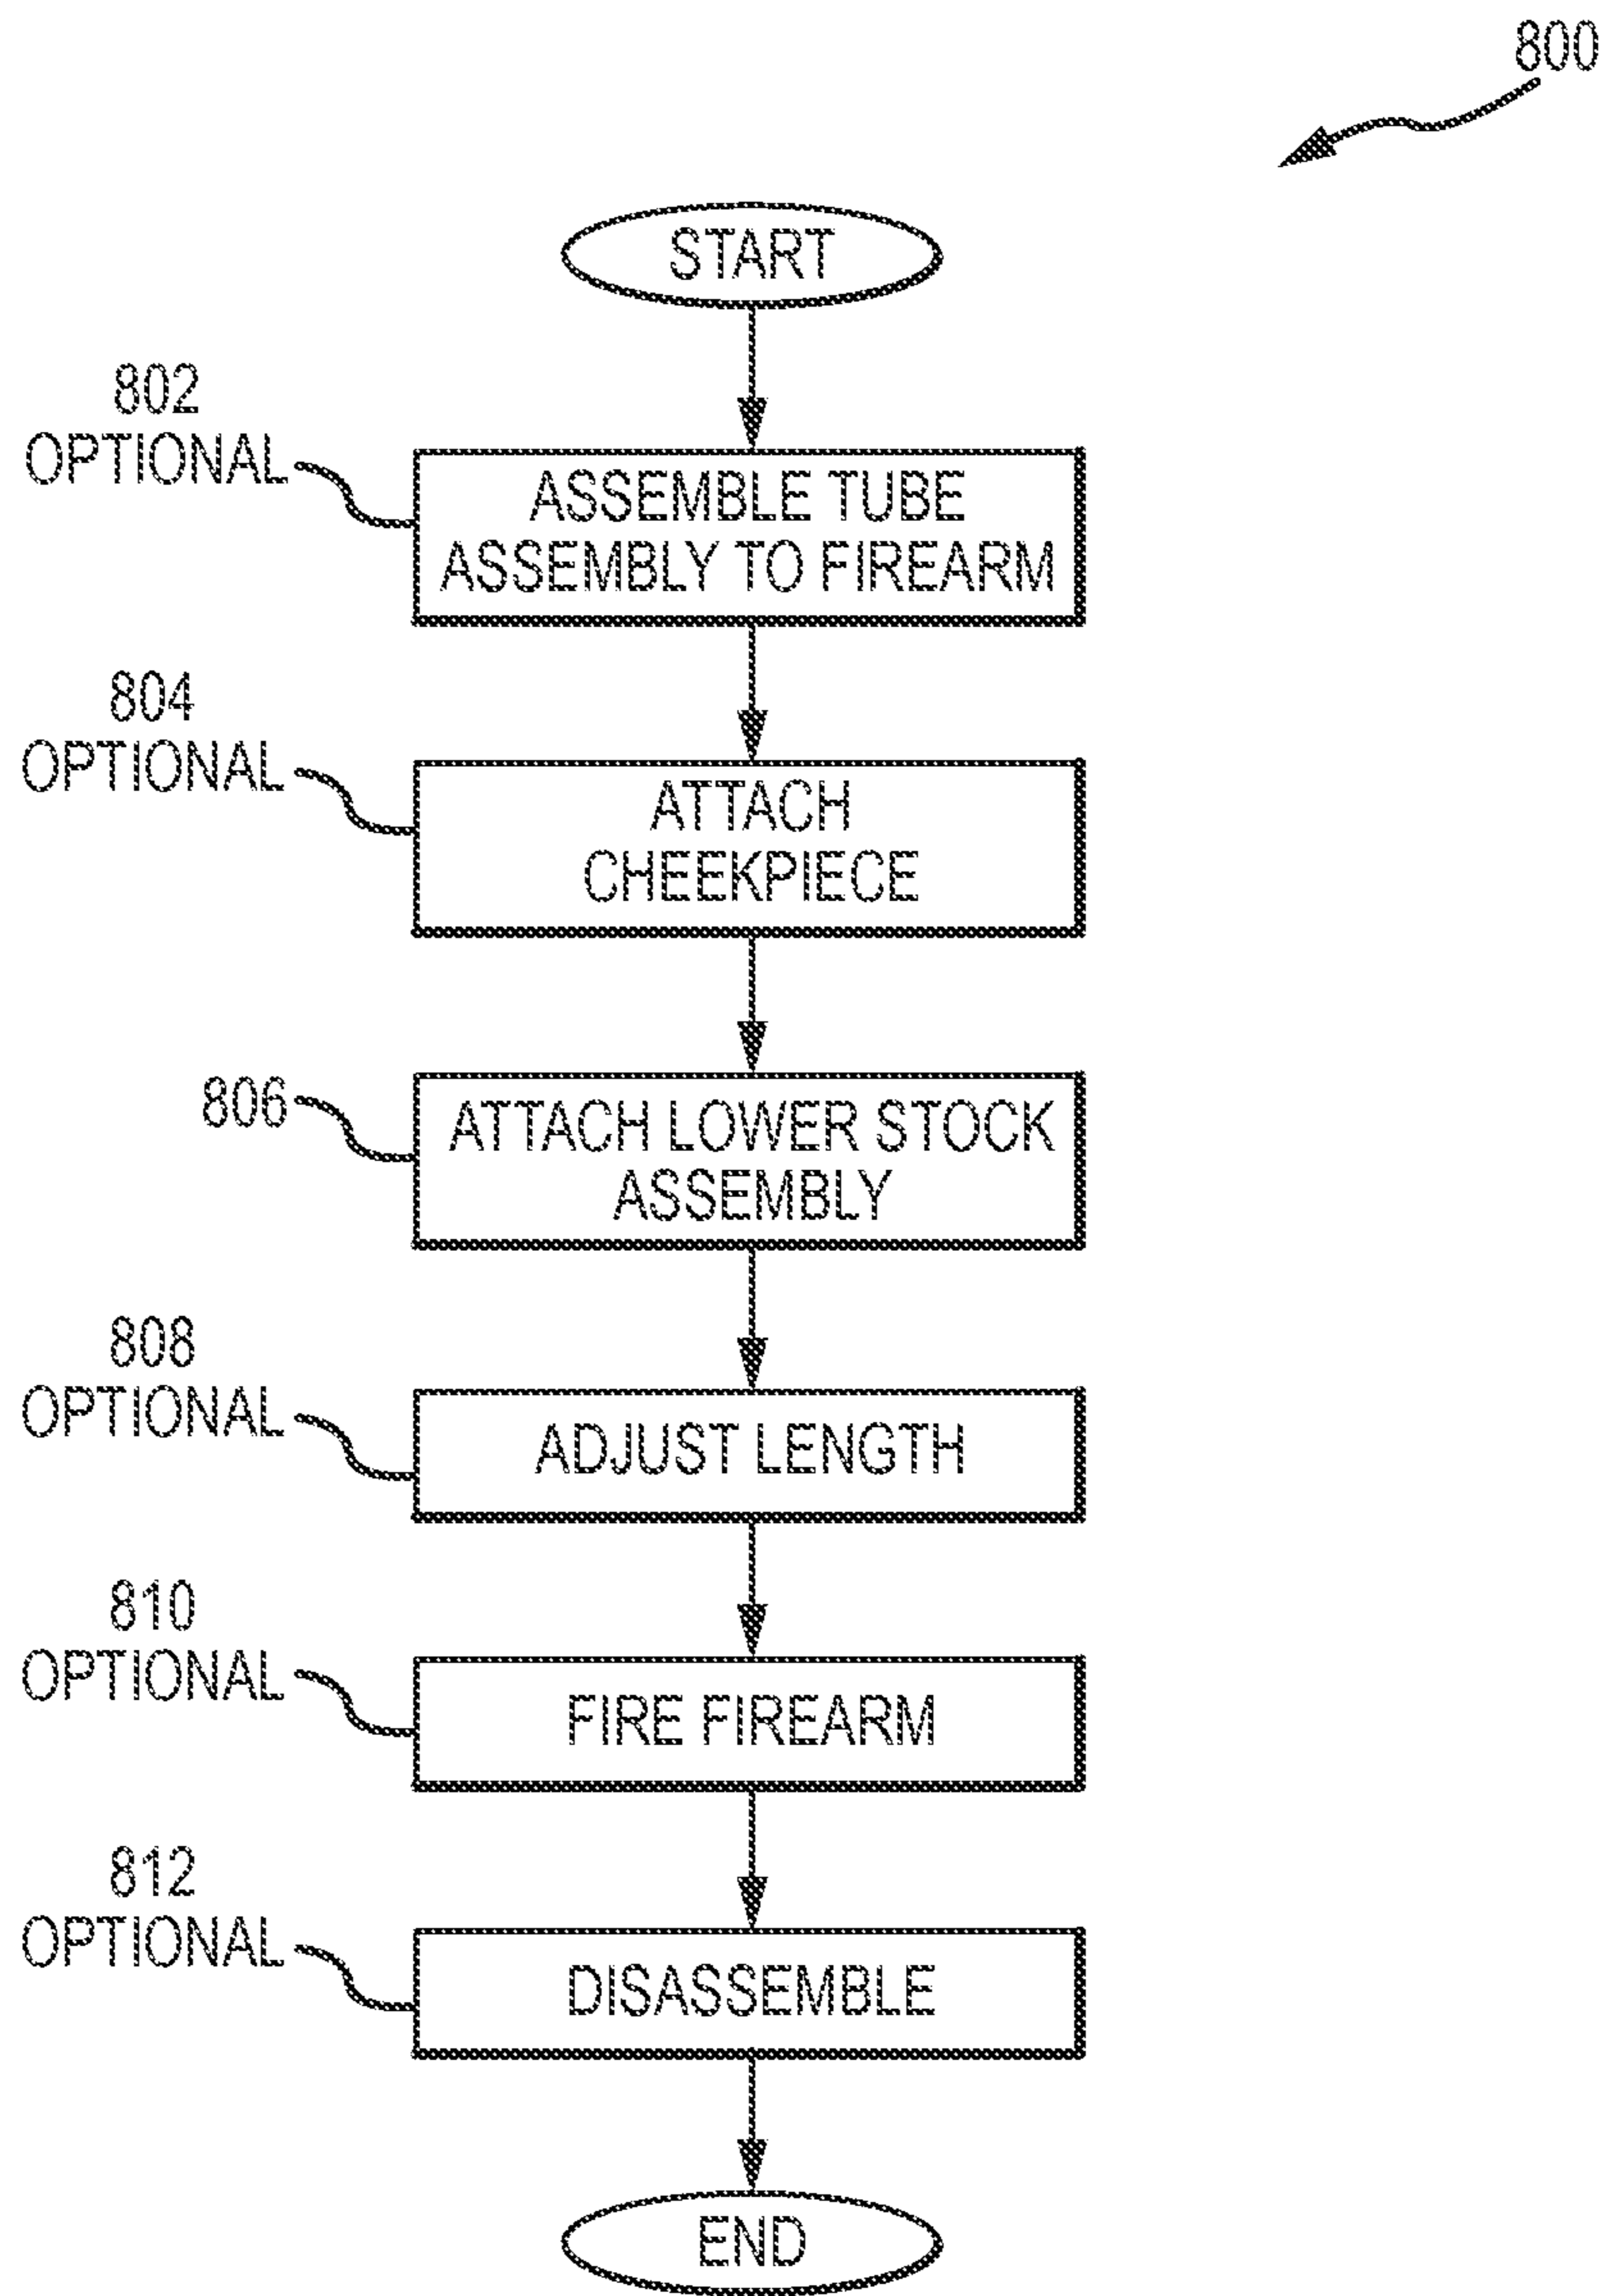 800
START
802
OPTIONAL
ASSEMBLE TUBE
ASSEMBLY TO FIREARM
804
OPTIONAL
ATTACH
CHEEKPIECE
806
ATTACH LOWER STOCK
ASSEMBLY
808
OPTIONAL
ADJUST LENGTH
810
OPTIONAL
FIRE FIREARM
812
OPTIONAL
DISASSEMBLE
END